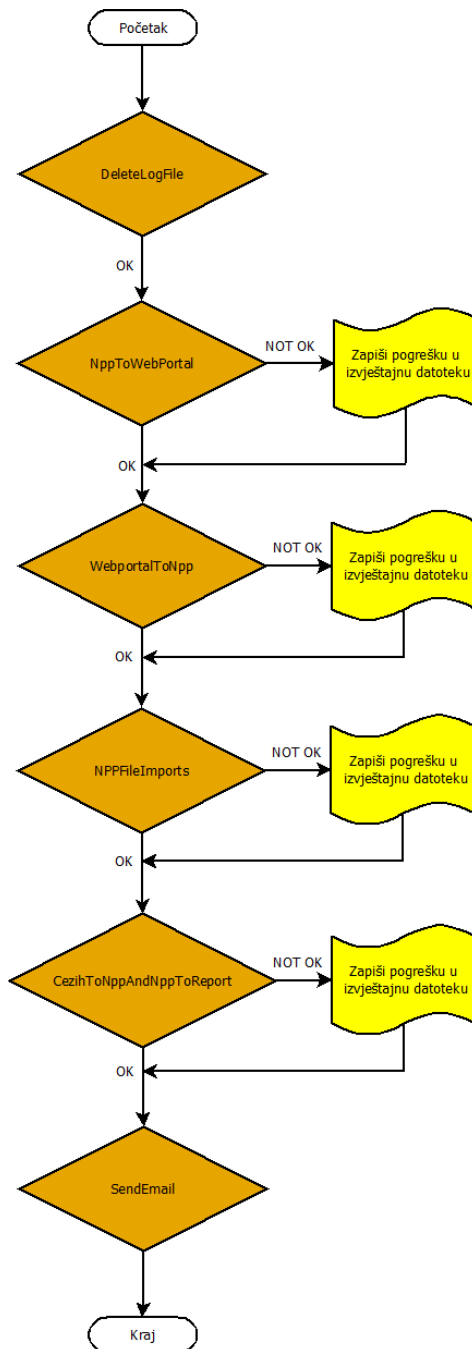 Početak
DeleteLogFile
OK
NppToWebPortal
NOT OK
Zapiši pogrešku u
izvještajnu datoteku
OK
WebportalToNpp
NOT OK
Zapiši pogrešku u
izvještajnu datoteku
OK
NPPFileImports
NOT OK
Zapiši pogrešku u
izvještajnu datoteku
OK
CezihToNppAndNppToReport
NOT OK
Zapiši pogrešku u
izvještajnu datoteku
OK
SendEmail
Kraj